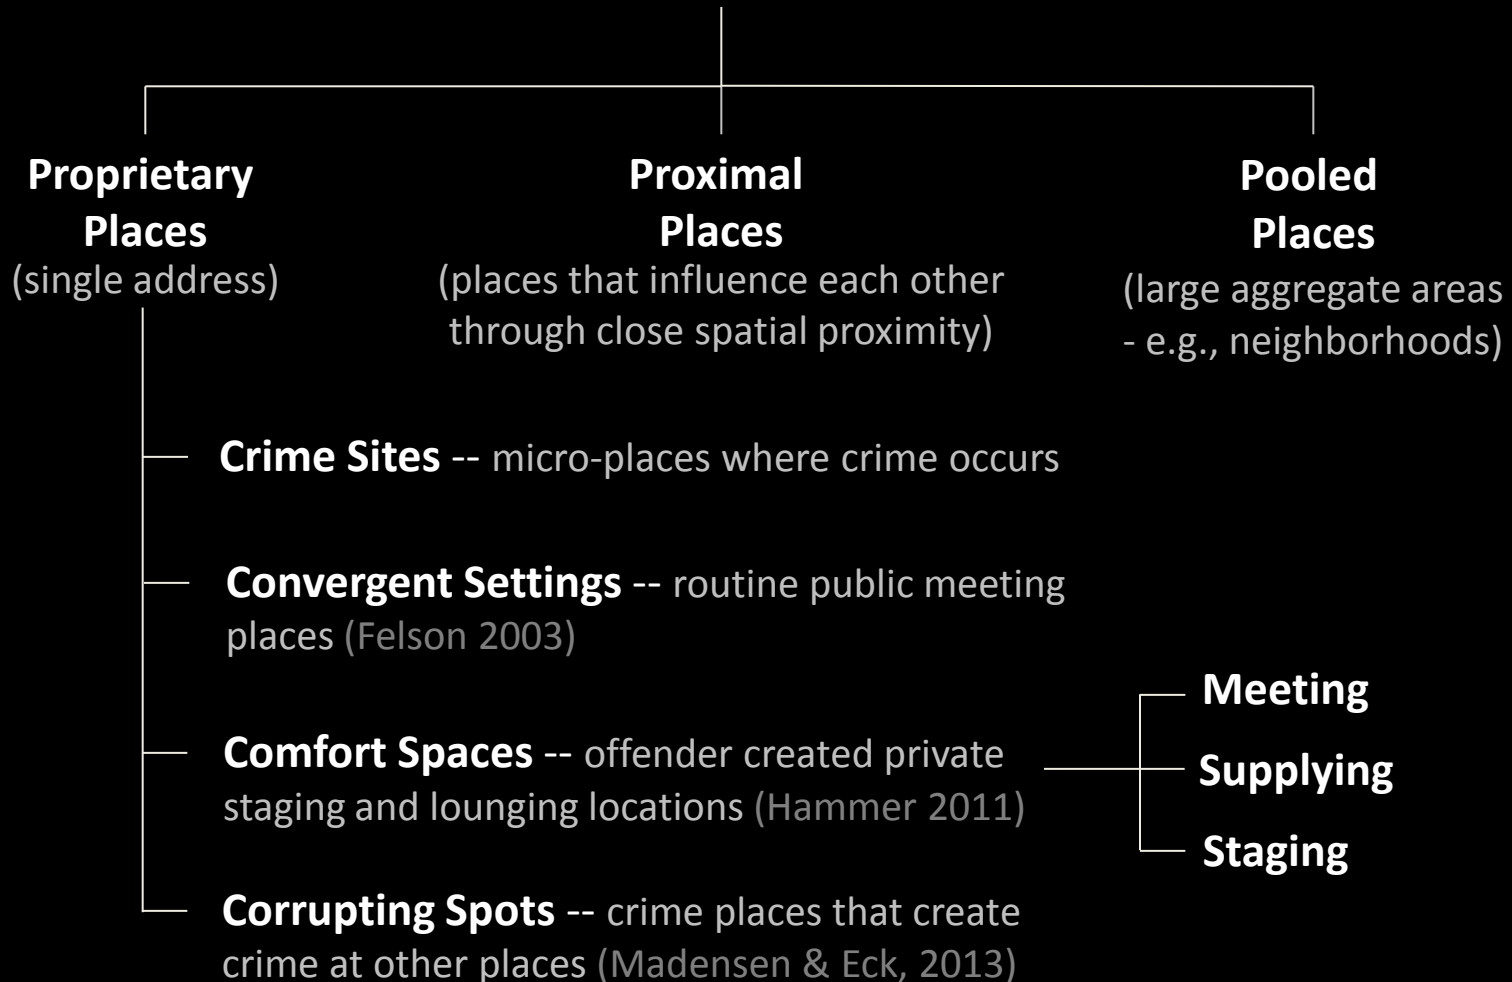 Proprietary
Places
(single address)
Proximal
Places
(places that influence each other
through close spatial proximity)
Pooled
Places
(large aggregate areas
- e.g., neighborhoods)
Crime Sites -- micro-places where crime occurs
Convergent Settings -- routine public meeting
places (Felson 2003)
Comfort Spaces -- offender created private
staging and lounging locations (Hammer 2011)
Meeting
Supplying
Staging
Corrupting Spots -- crime places that create
crime at other places (Madensen & Eck, 2013)